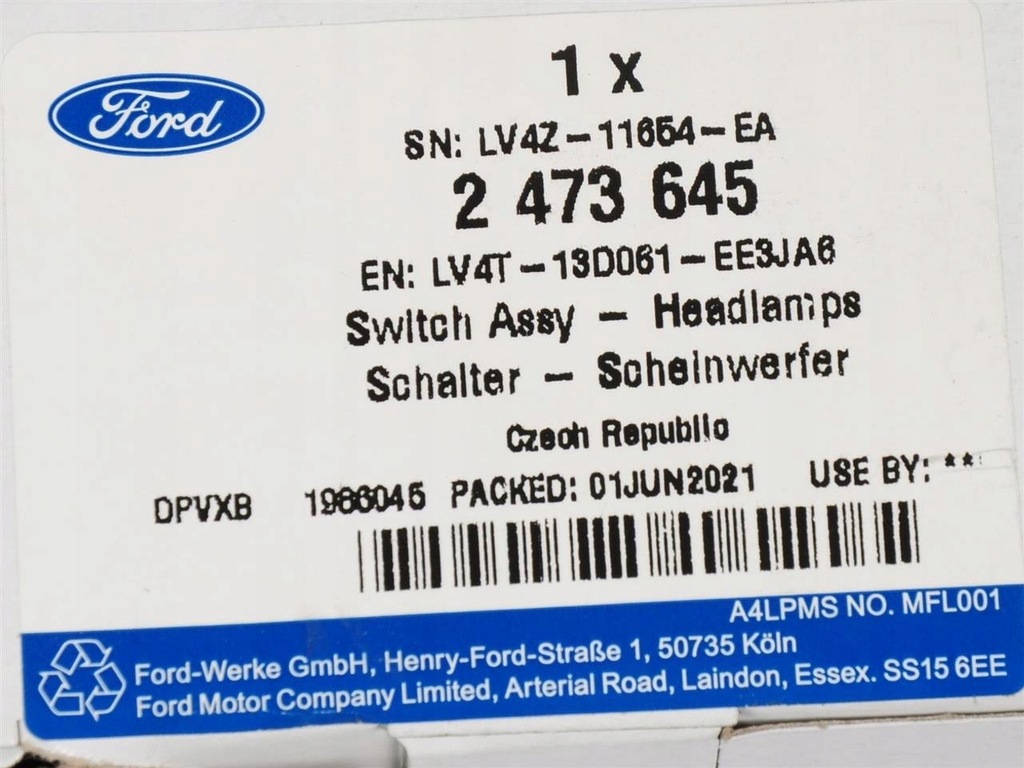 Ford
1 x
SN: LV4Z-11654-EA
2 473 645
EN: LV4T-13D061-EE3JA6
Switch Assy - Headlamps
Schalter - Scheinwerfer
Czech Republic
DPVXB 1986045 PACKED: 01JUN2021 USE BY: **
A4LPMS NO. MFL001
Ford-Werke GmbH, Henry-Ford-Straße 1, 50735 Köln
Ford Motor Company Limited, Arterial Road, Laindon, Essex. SS15 6EE